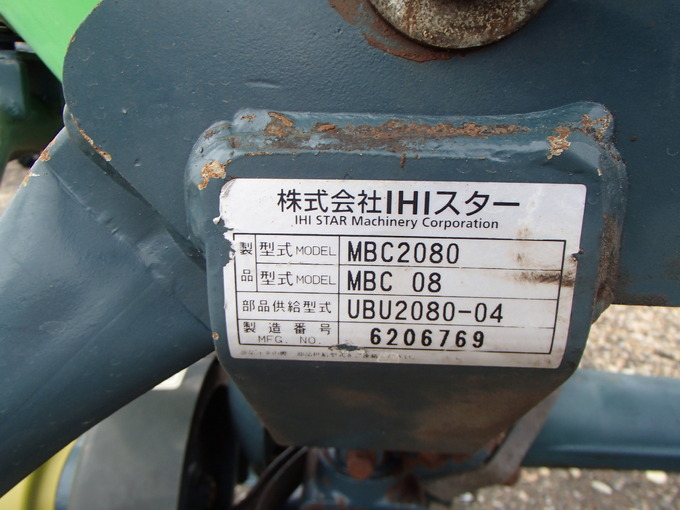 株式会社IHIスター
IHI STAR Machinery Corporation
製 型式 MODEL MBC2080
品 型式 MODEL MBC 08
部品供給型式 UBU2080-04
製造番号 6206769
MFG. NO.